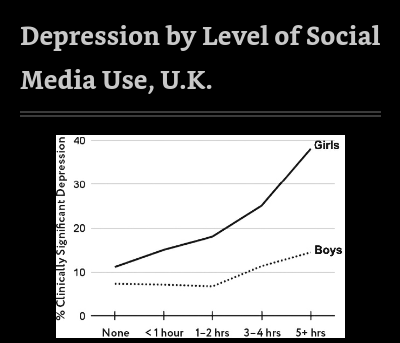 Depression by Level of Social
Media Use, U.K.
% Clinically Significant Depression
40
30
20
10
0
Girls
Boys
None <1 hour 1–2 hrs 3–4 hrs 5+ hrs